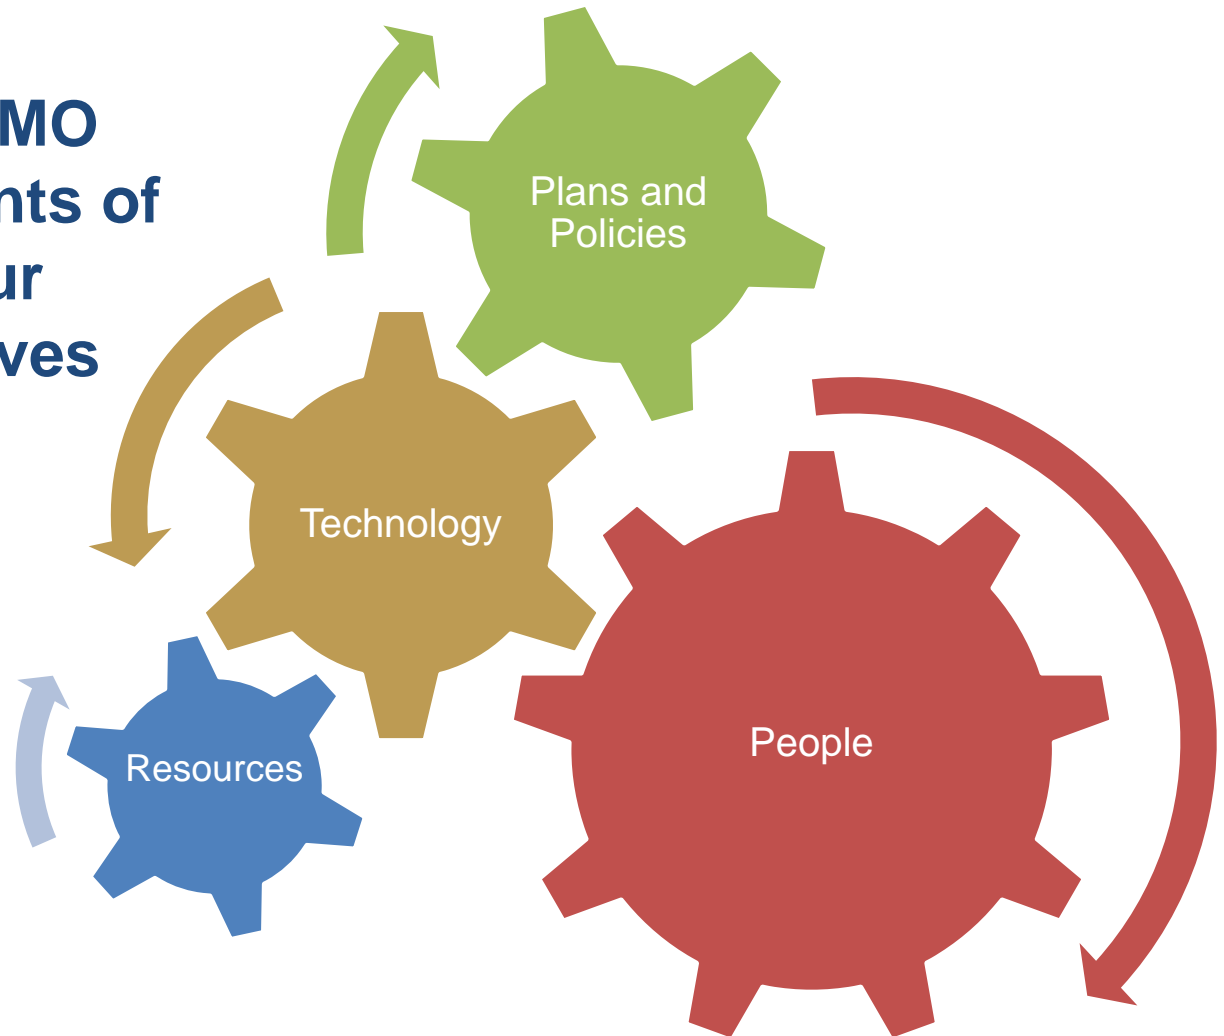 MO
nts of
ur
ves
Plans and
Policies
Technology
Resources
People